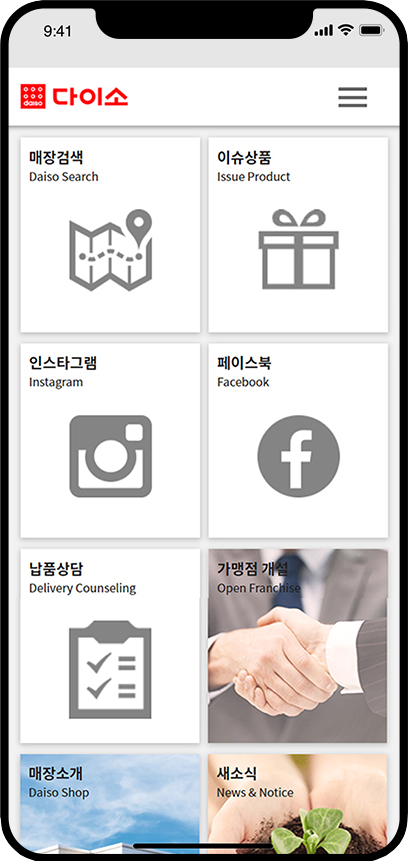 9:41
daiso 다이소
매장검색
Daiso Search
이슈상품
Issue Product
인스타그램
Instagram
페이스북
Facebook
납품상담
Delivery Counseling
가맹점 개설
Open Franchise
매장소개
Daiso Shop
새소식
News & Notice